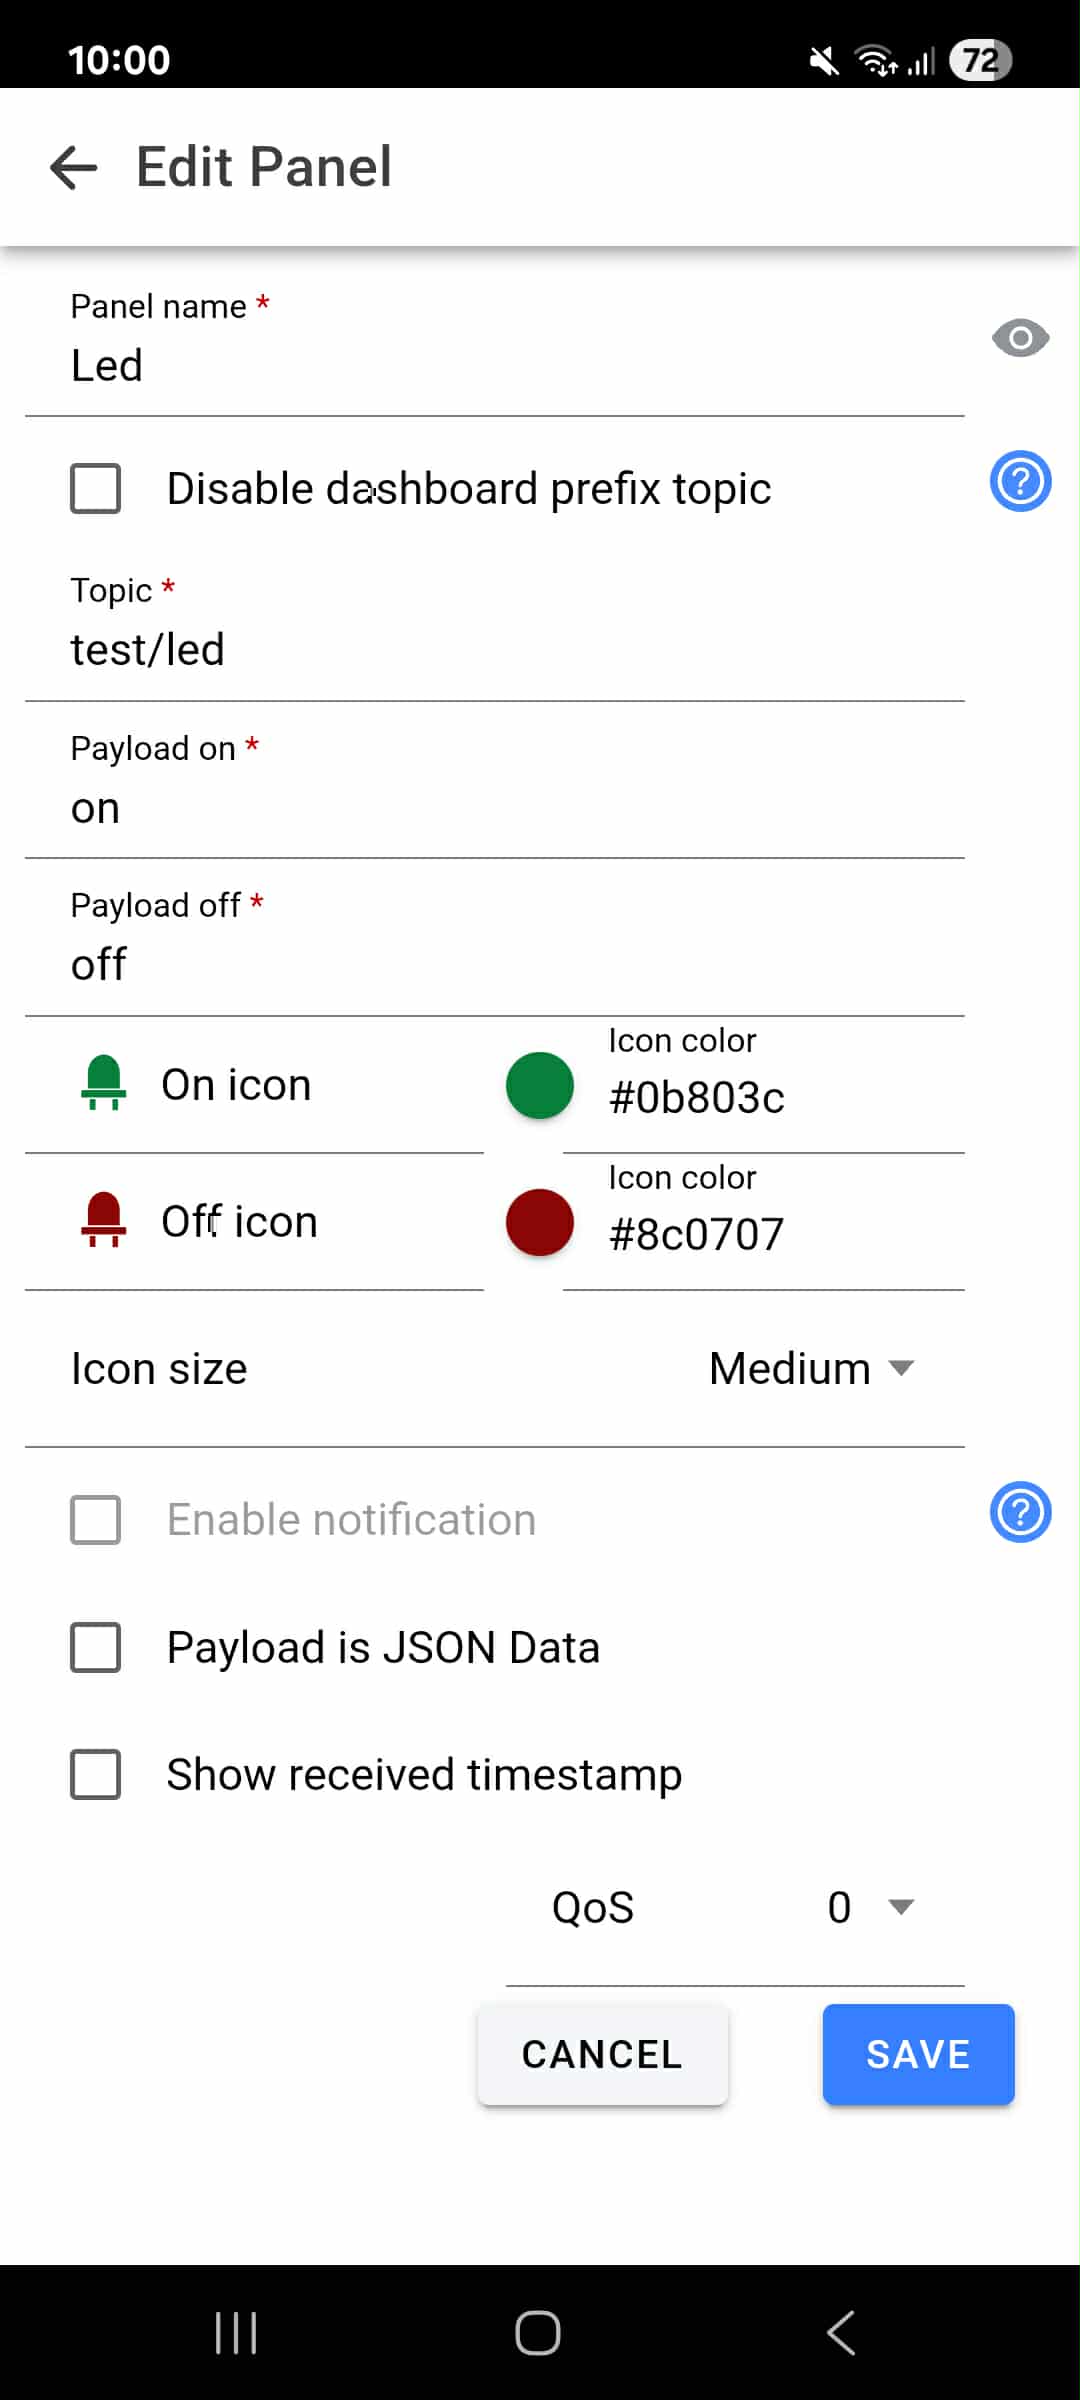 10:00 72
Edit Panel
Panel name *
Led
Disable dashboard prefix topic
?
Topic *
test/led
Payload on *
on
Payload off *
off
On icon
Icon color
#0b803c
Off icon
Icon color
#8c0707
Icon size Medium
Enable notification
?
Payload is JSON Data
Show received timestamp
QoS 0
CANCEL SAVE